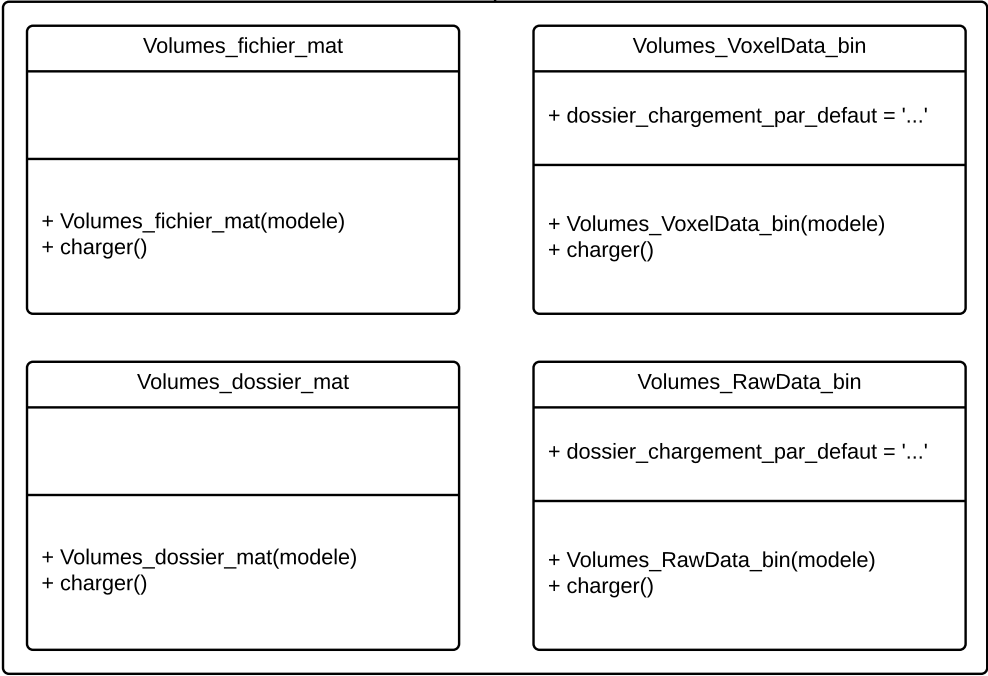 Volumes_fichier_mat
+ Volumes_fichier_mat(modele)
+ charger()
Volumes_VoxelData_bin
+ dossier_chargement_par_defaut = '...'
+ Volumes_VoxelData_bin(modele)
+ charger()
Volumes_dossier_mat
+ Volumes_dossier_mat(modele)
+ charger()
Volumes_RawData_bin
+ dossier_chargement_par_defaut = '...'
+ Volumes_RawData_bin(modele)
+ charger()